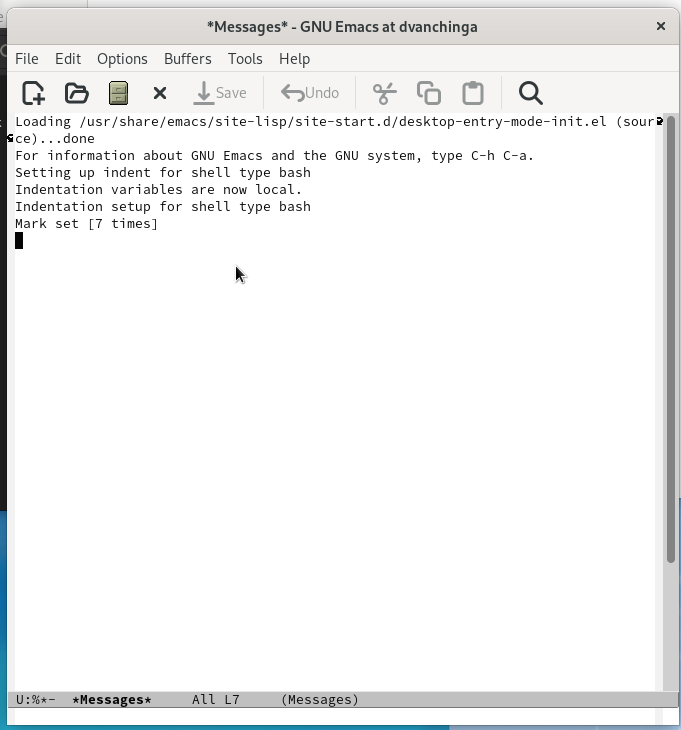 *Messages* - GNU Emacs at dvanchinga
File Edit Options Buffers Tools Help
Save Undo
Loading /usr/share/emacs/site-lisp/site-start.d/desktop-entry-mode-init.el (sour
ce)...done
For information about GNU Emacs and the GNU system, type C-h C-a.
Setting up indent for shell type bash
Indentation variables are now local.
Indentation setup for shell type bash
Mark set [7 times]
U:%*- *Messages* All L7 (Messages)